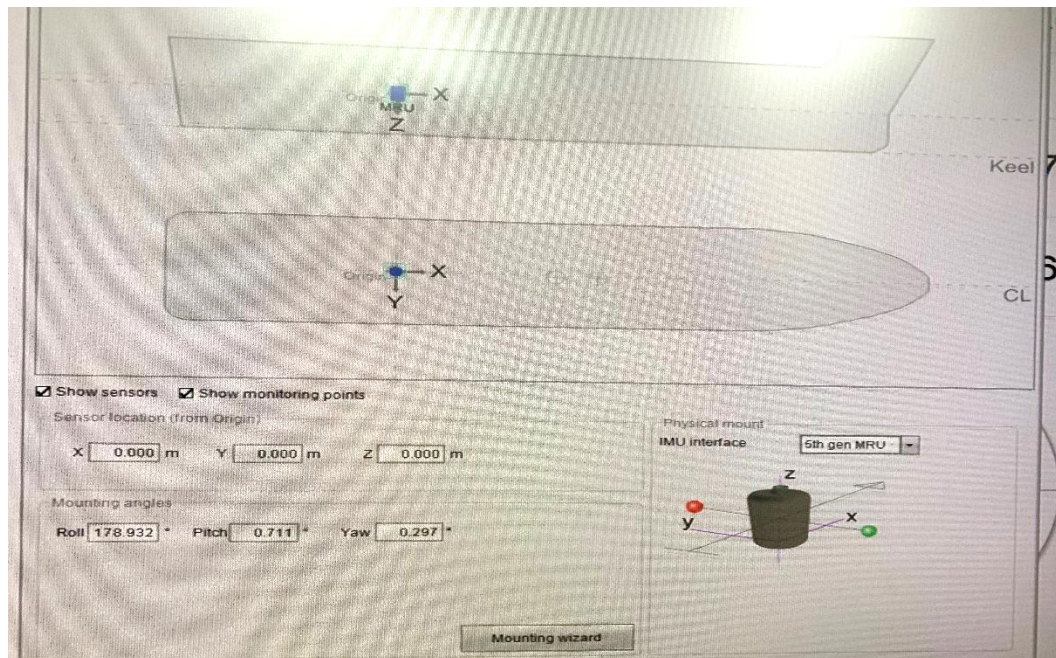 Origin X
MRU
Z
Keel
Origin X
Y
CL
Show sensors Show monitoring points
Sensor location (from Origin)
X 0.000 m Y 0.000 m Z 0.000 m
Mounting angles
Roll 178.932 ° Pitch 0.711 ° Yaw 0.297 °
Mounting wizard
Physical mount
IMU interface 5th gen MRU
z
y x